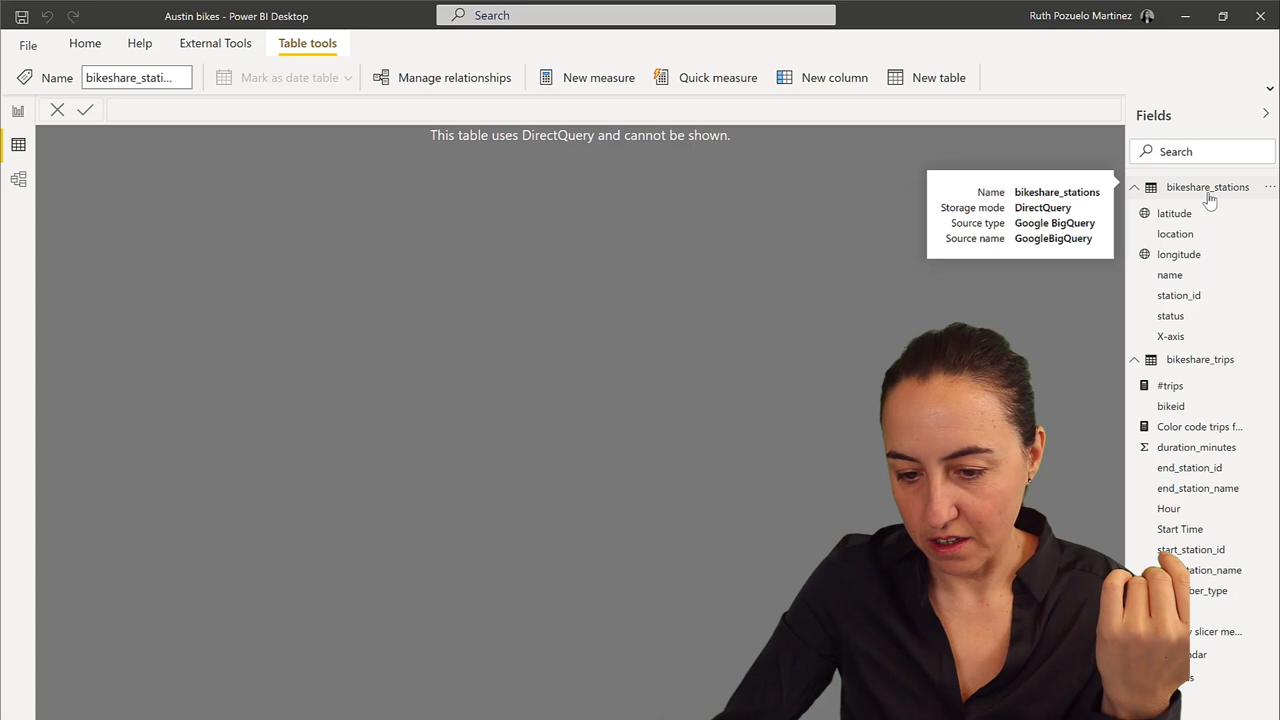 Austin bikes - Power BI Desktop
Search
Ruth Pozuelo Martinez
File
Home
Help
External Tools
Table tools
Name
bikeshare_stati...
Mark as date table
Manage relationships
New measure
Quick measure
New column
New table
This table uses DirectQuery and cannot be shown.
Name bikeshare_stations
Storage mode DirectQuery
Source type Google BigQuery
Source name GoogleBigQuery
Fields
Search
bikeshare_stations
latitude
location
longitude
name
station_id
status
X-axis
bikeshare_trips
#trips
bikeid
Color code trips f...
duration_minutes
end_station_id
end_station_name
Hour
Start Time
start_station_id